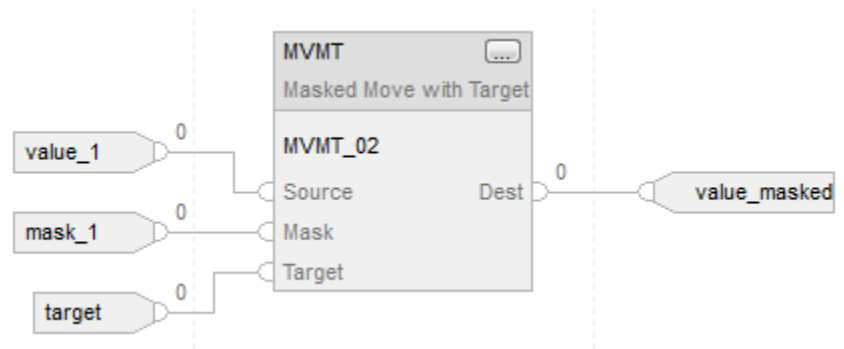 MVMT ...
Masked Move with Target
MVMT_02
value_1 0
Source Dest 0 value_masked
mask_1 0
Mask
Target
target 0